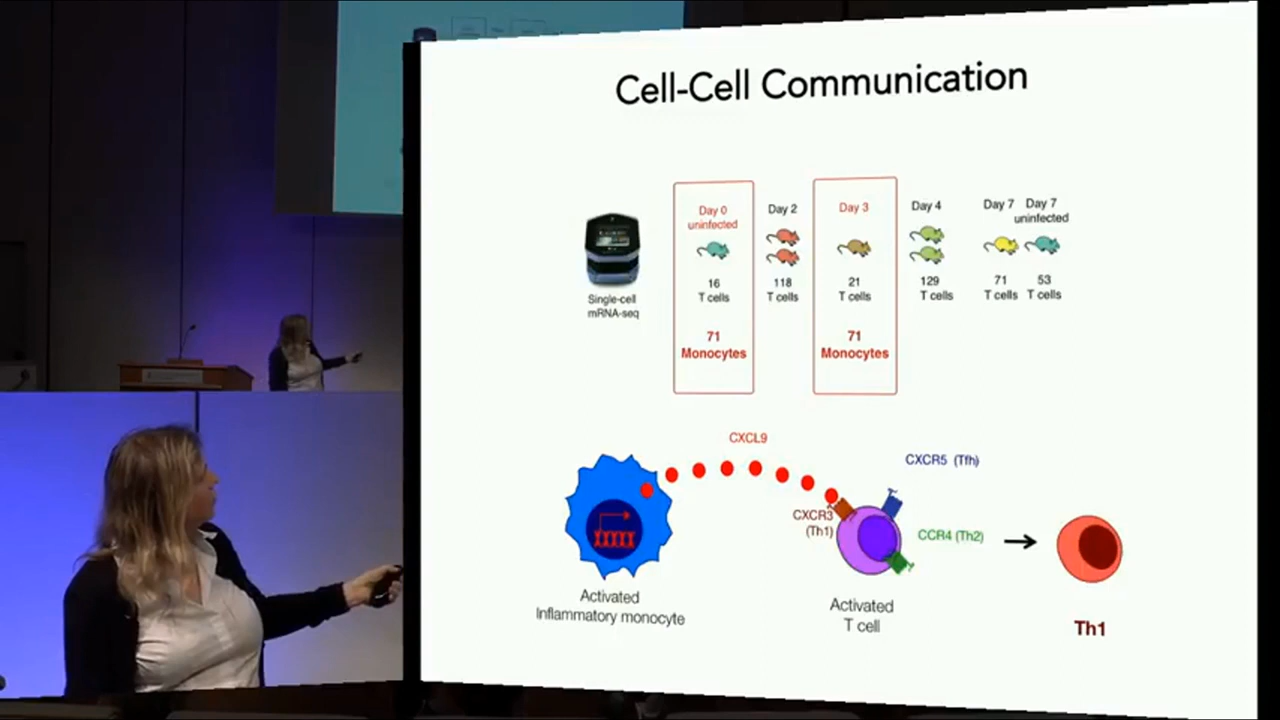 Cell-Cell Communication
Day 0
uninfected
Day 2
Day 3
Day 4
Day 7
Day 7
uninfected
Single-cell
mRNA-seq
16
T cells
118
T cells
21
T cells
129
T cells
71
T cells
53
T cells
71
Monocytes
71
Monocytes
CXCL9
CXCR5 (Tfh)
CXCR3
(Th1)
CCR4 (Th2)
Activated
Inflammatory monocyte
Activated
T cell
Th1